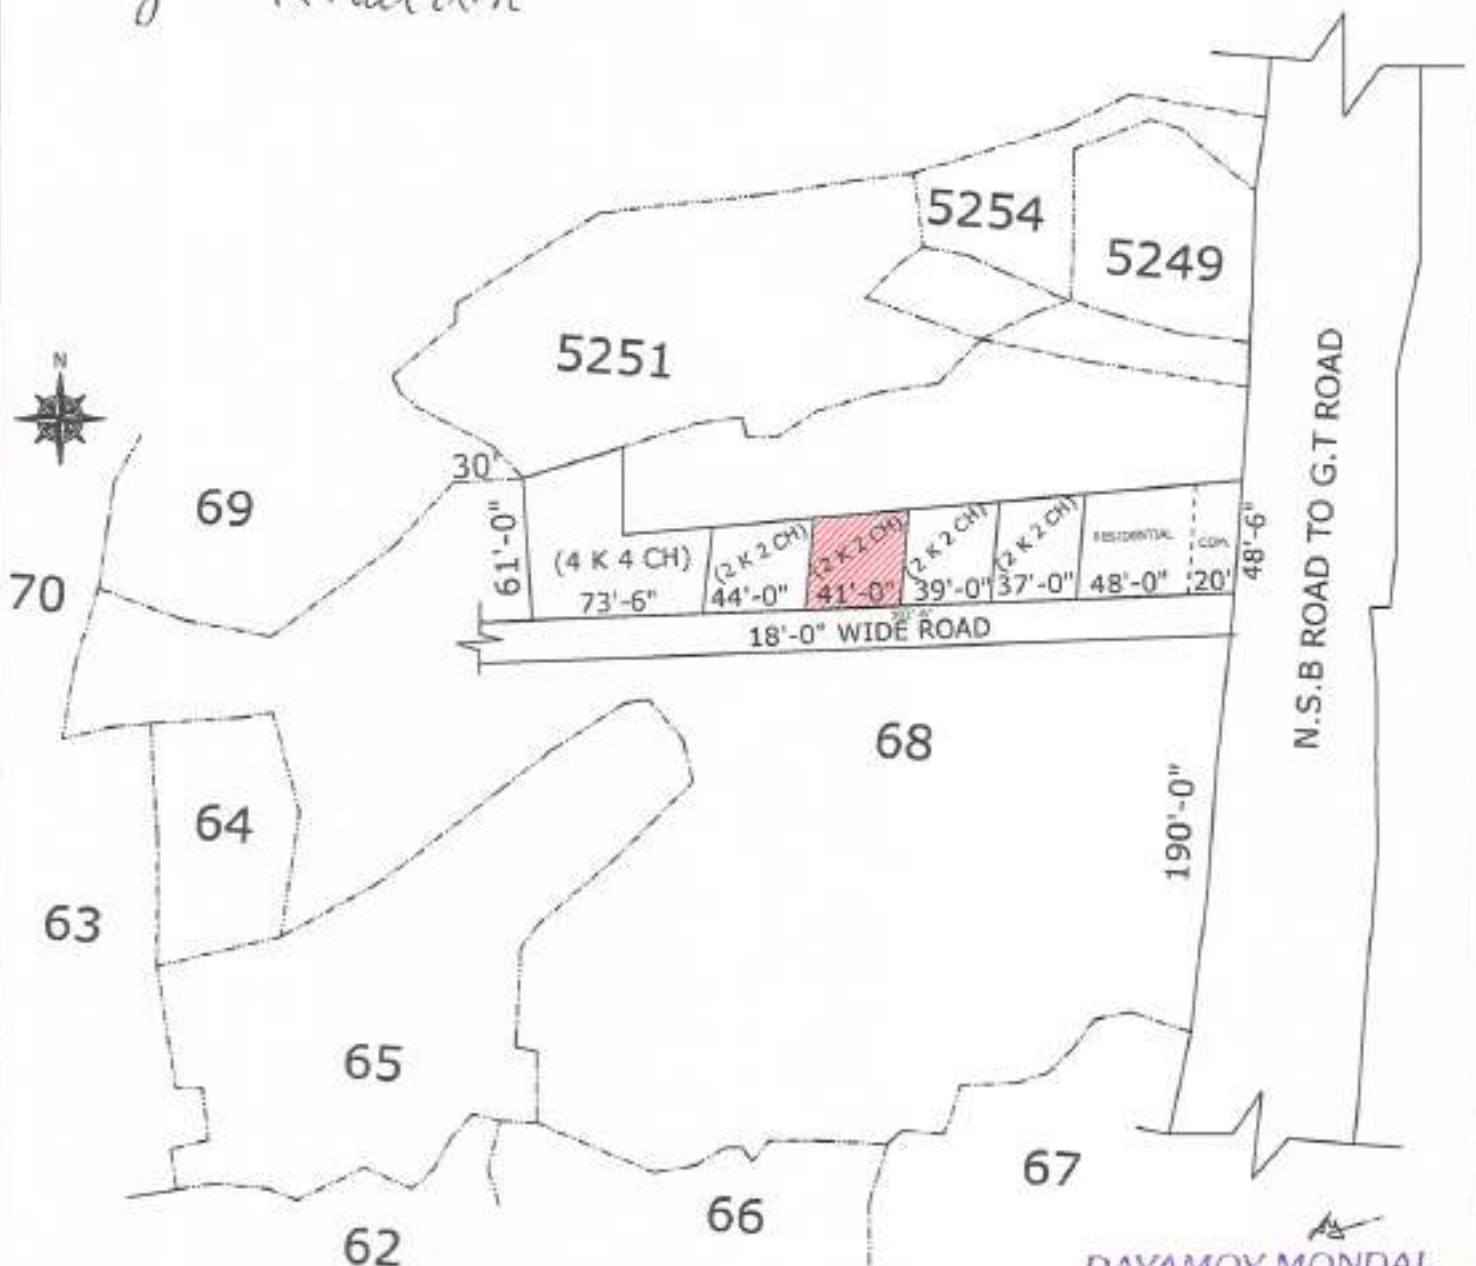 5254
5249
5251
N
30'
69
70
61'-0"
(4 K 4 CH)
73'-6"
(2 K 2 CH)
44'-0"
(2 K 2 CH)
41'-0"
(2 K 2 CH)
39'-0"
(2 K 2 CH)
37'-0"
RESIDENTIAL
48'-0"
COM.
20'
48'-6"
N.S.B ROAD TO G.T ROAD
18'-0" WIDE ROAD
68
190'-0"
64
63
65
67
66
62
DAYAMOY MONDAL